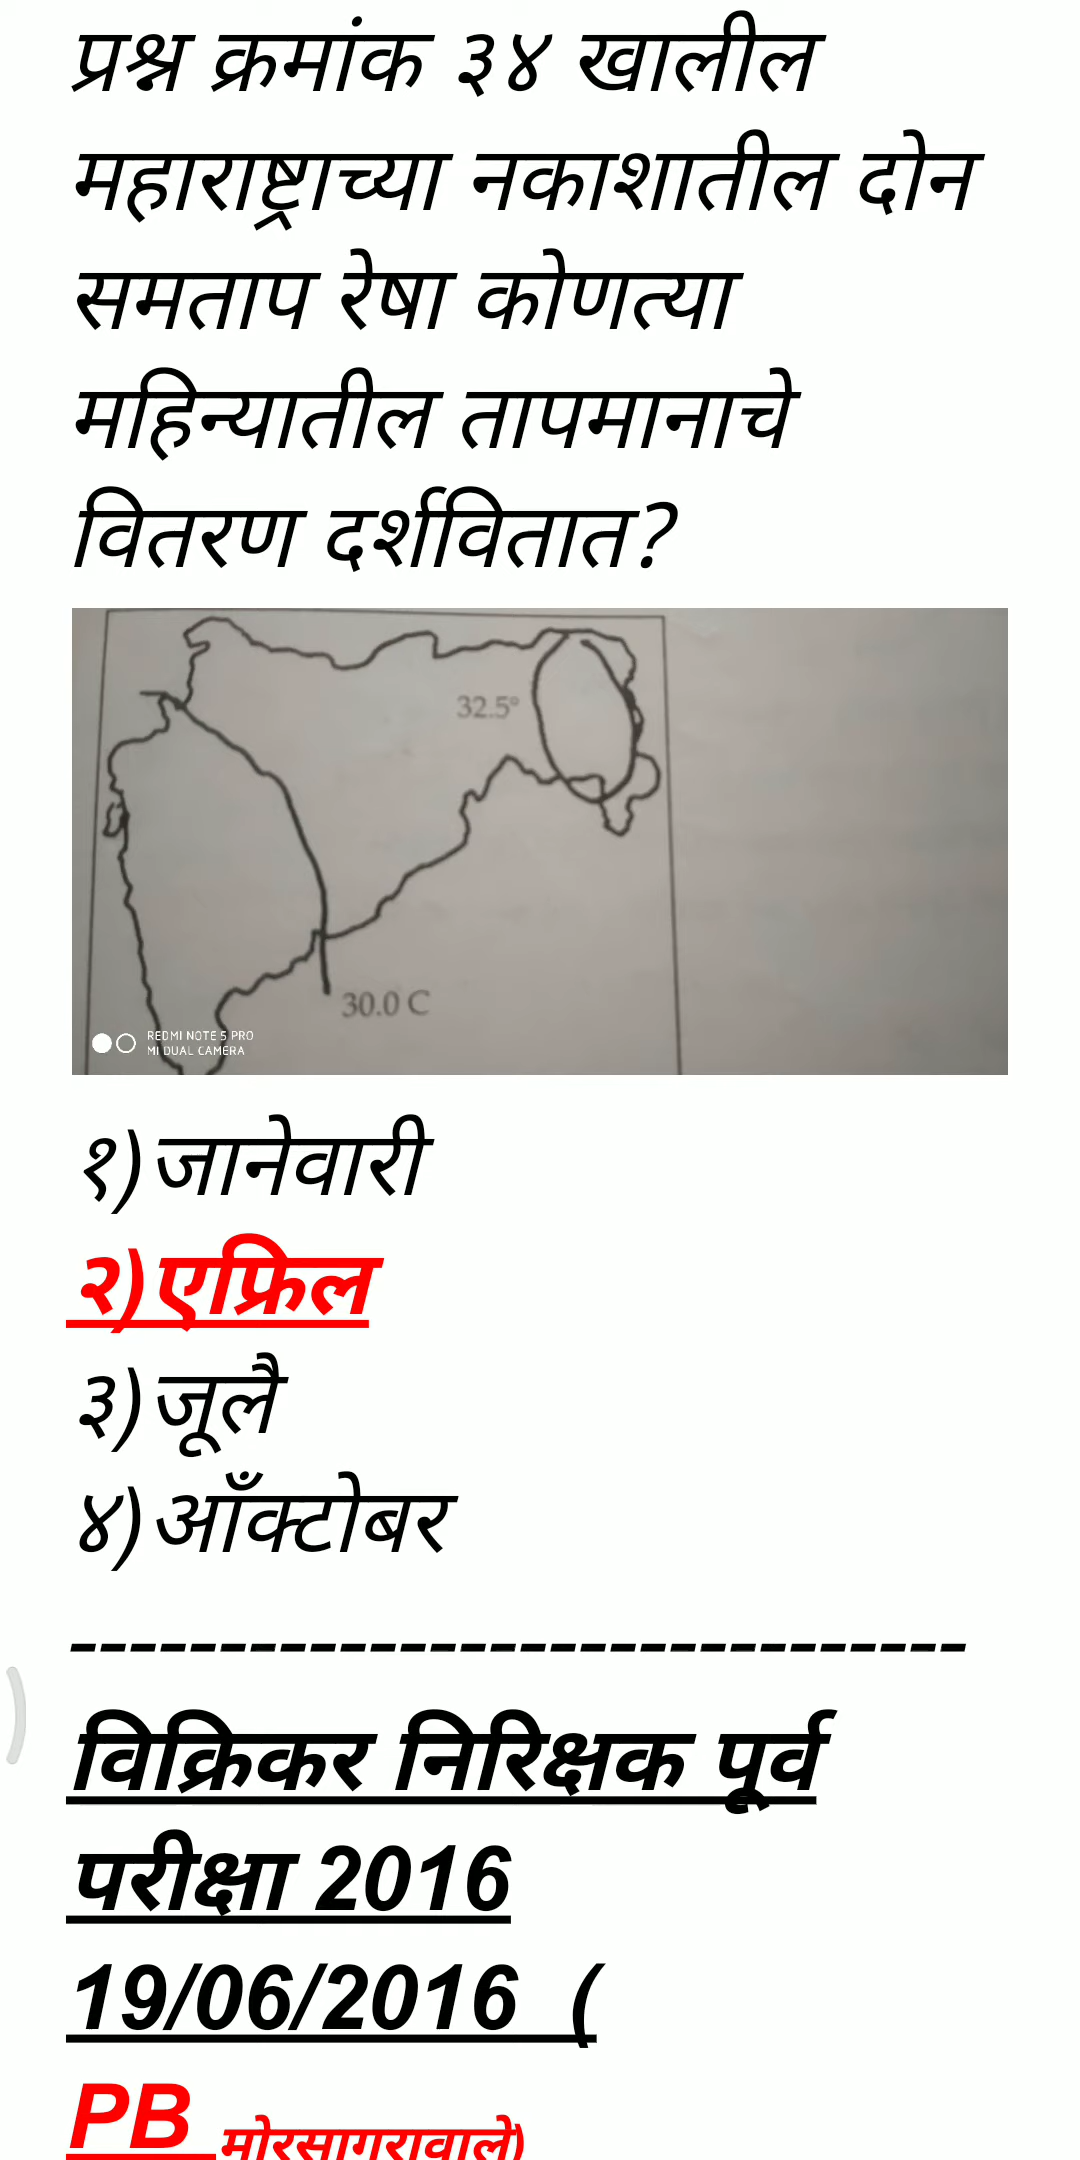 प्रश्न क्रमांक ३४ खालील
महाराष्ट्राच्या नकाशातील दोन
समताप रेषा कोणत्या
महिन्यातील तापमानाचे
वितरण दर्शवितात?
32.5°
30.0 C
REDMI NOTE 5 PRO
MI DUAL CAMERA
१)जानेवारी
२)एफ्रिल
३)जूलै
४)आँक्टोबर
------------------------------
विक्रिकर निरिक्षक पूर्व
परीक्षा 2016
19/06/2016 (
PB मोरसागरावाले)